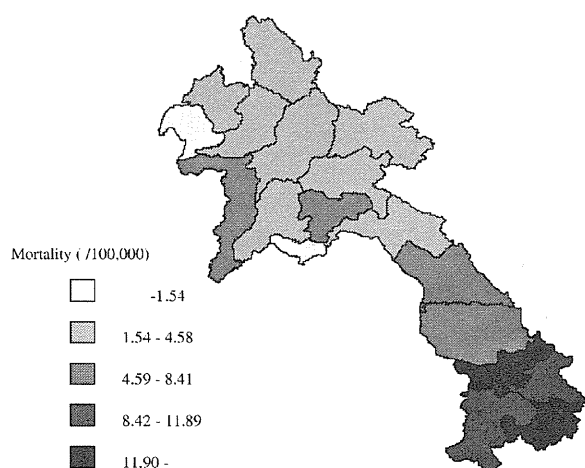 Mortality ( /100,000)
-1.54
1.54 - 4.58
4.59 - 8.41
8.42 - 11.89
11.90 -